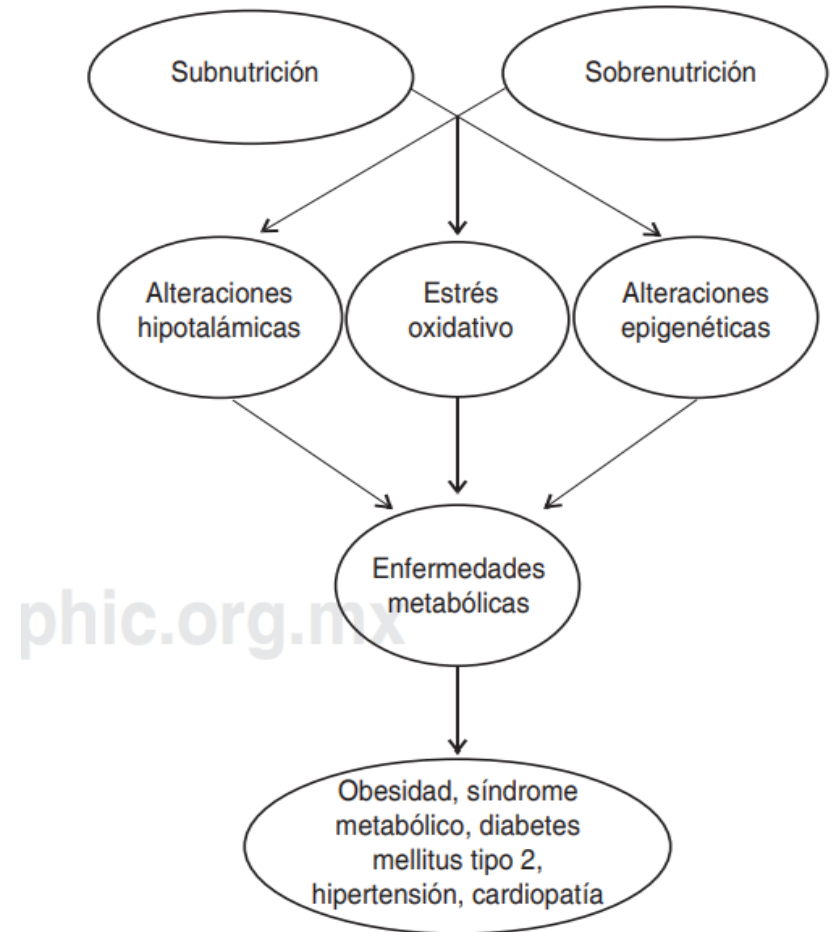 Subnutrición
Sobrenutrición
Alteraciones
hipotalámicas
Estrés
oxidativo
Alteraciones
epigenéticas
Enfermedades
metabólicas
phic.org.mx
Obesidad, síndrome
metabólico, diabetes
mellitus tipo 2,
hipertensión, cardiopatía